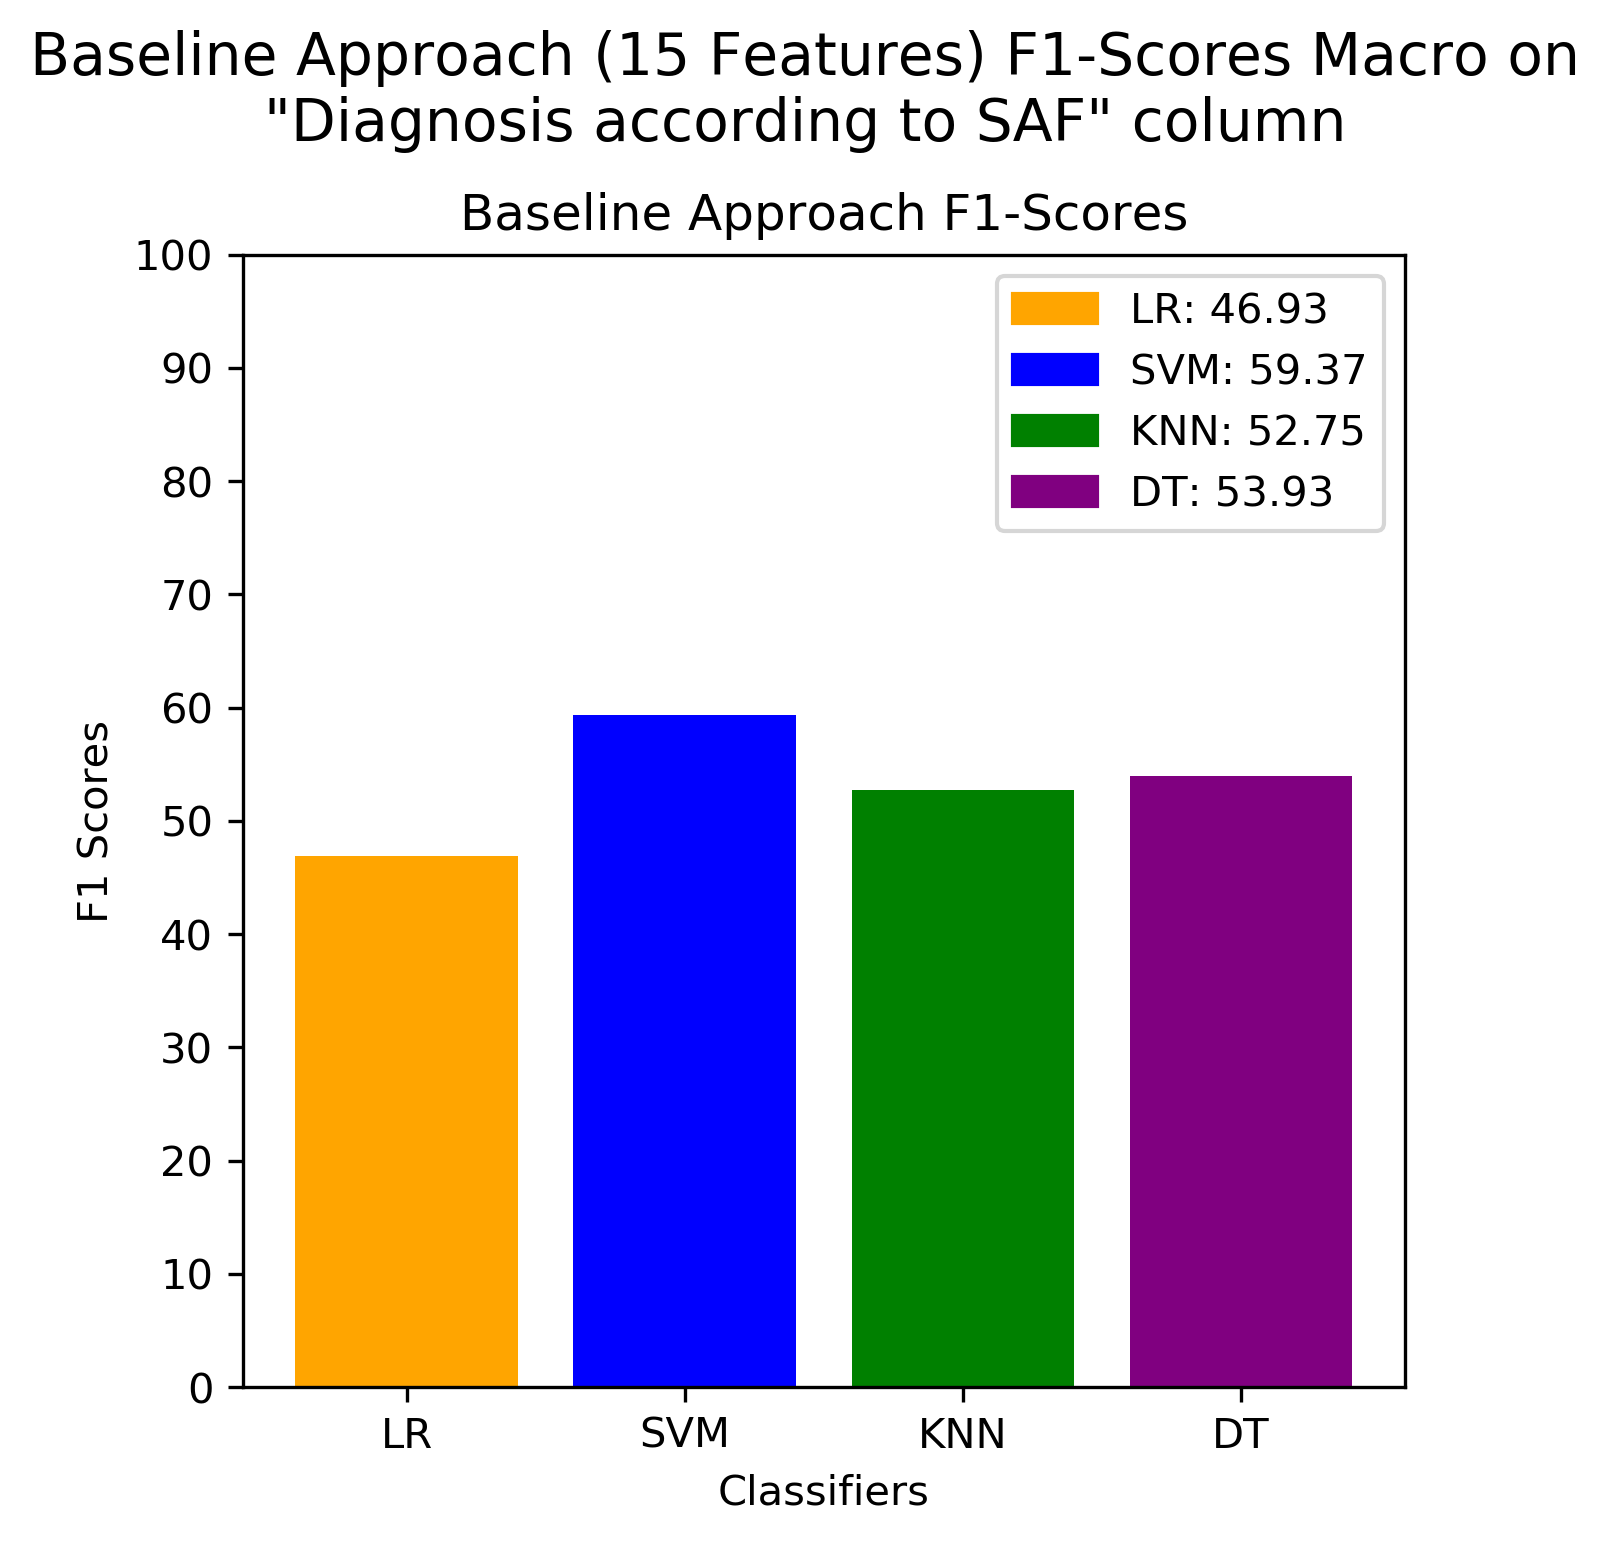 Baseline Approach (15 Features) F1-Scores Macro on
"Diagnosis according to SAF" column
Baseline Approach F1-Scores
100
90
80
70
60
50
40
30
20
10
0
F1 Scores
LR: 46.93
SVM: 59.37
KNN: 52.75
DT: 53.93
LR SVM KNN DT
Classifiers